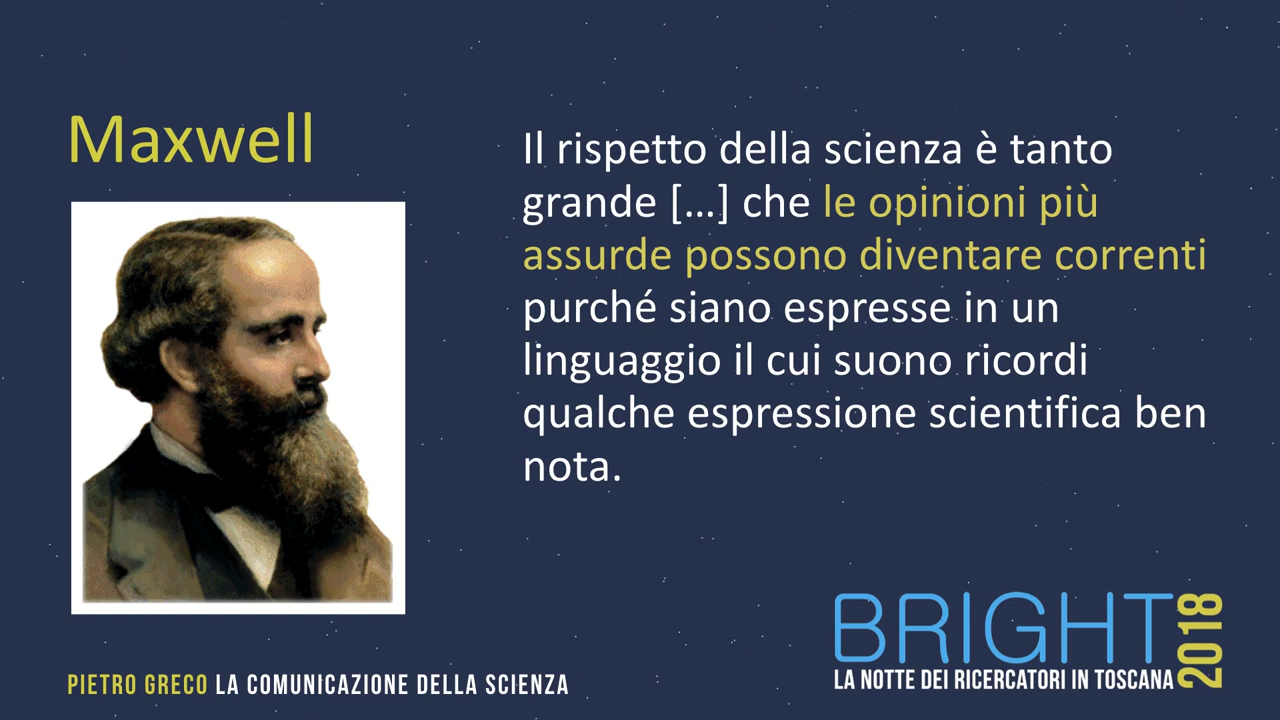 Maxwell
Il rispetto della scienza è tanto
grande [...] che le opinioni più
assurde possono diventare correnti
purché siano espresse in un
linguaggio il cui suono ricordi
qualche espressione scientifica ben
nota.
PIETRO GRECO LA COMUNICAZIONE DELLA SCIENZA
BRIGHT 2018
LA NOTTE DEI RICERCATORI IN TOSCANA